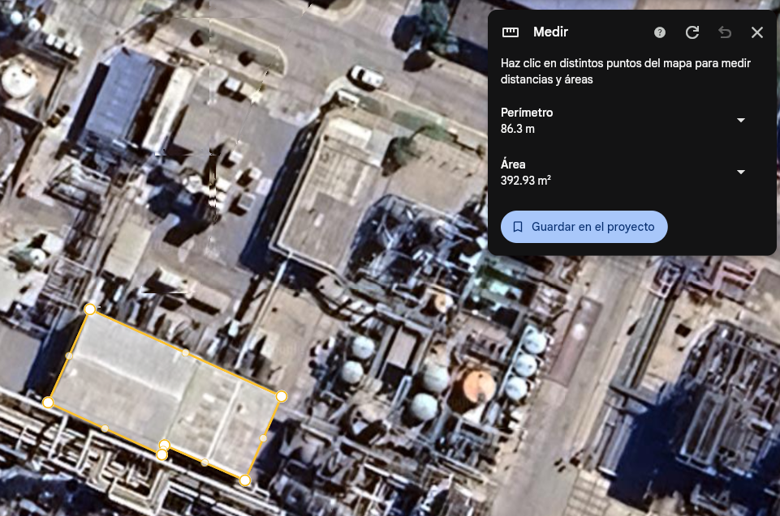 Medir
Haz clic en distintos puntos del mapa para medir
distancias y áreas
Perímetro
86.3 m
Área
392.93 m²
Guardar en el proyecto